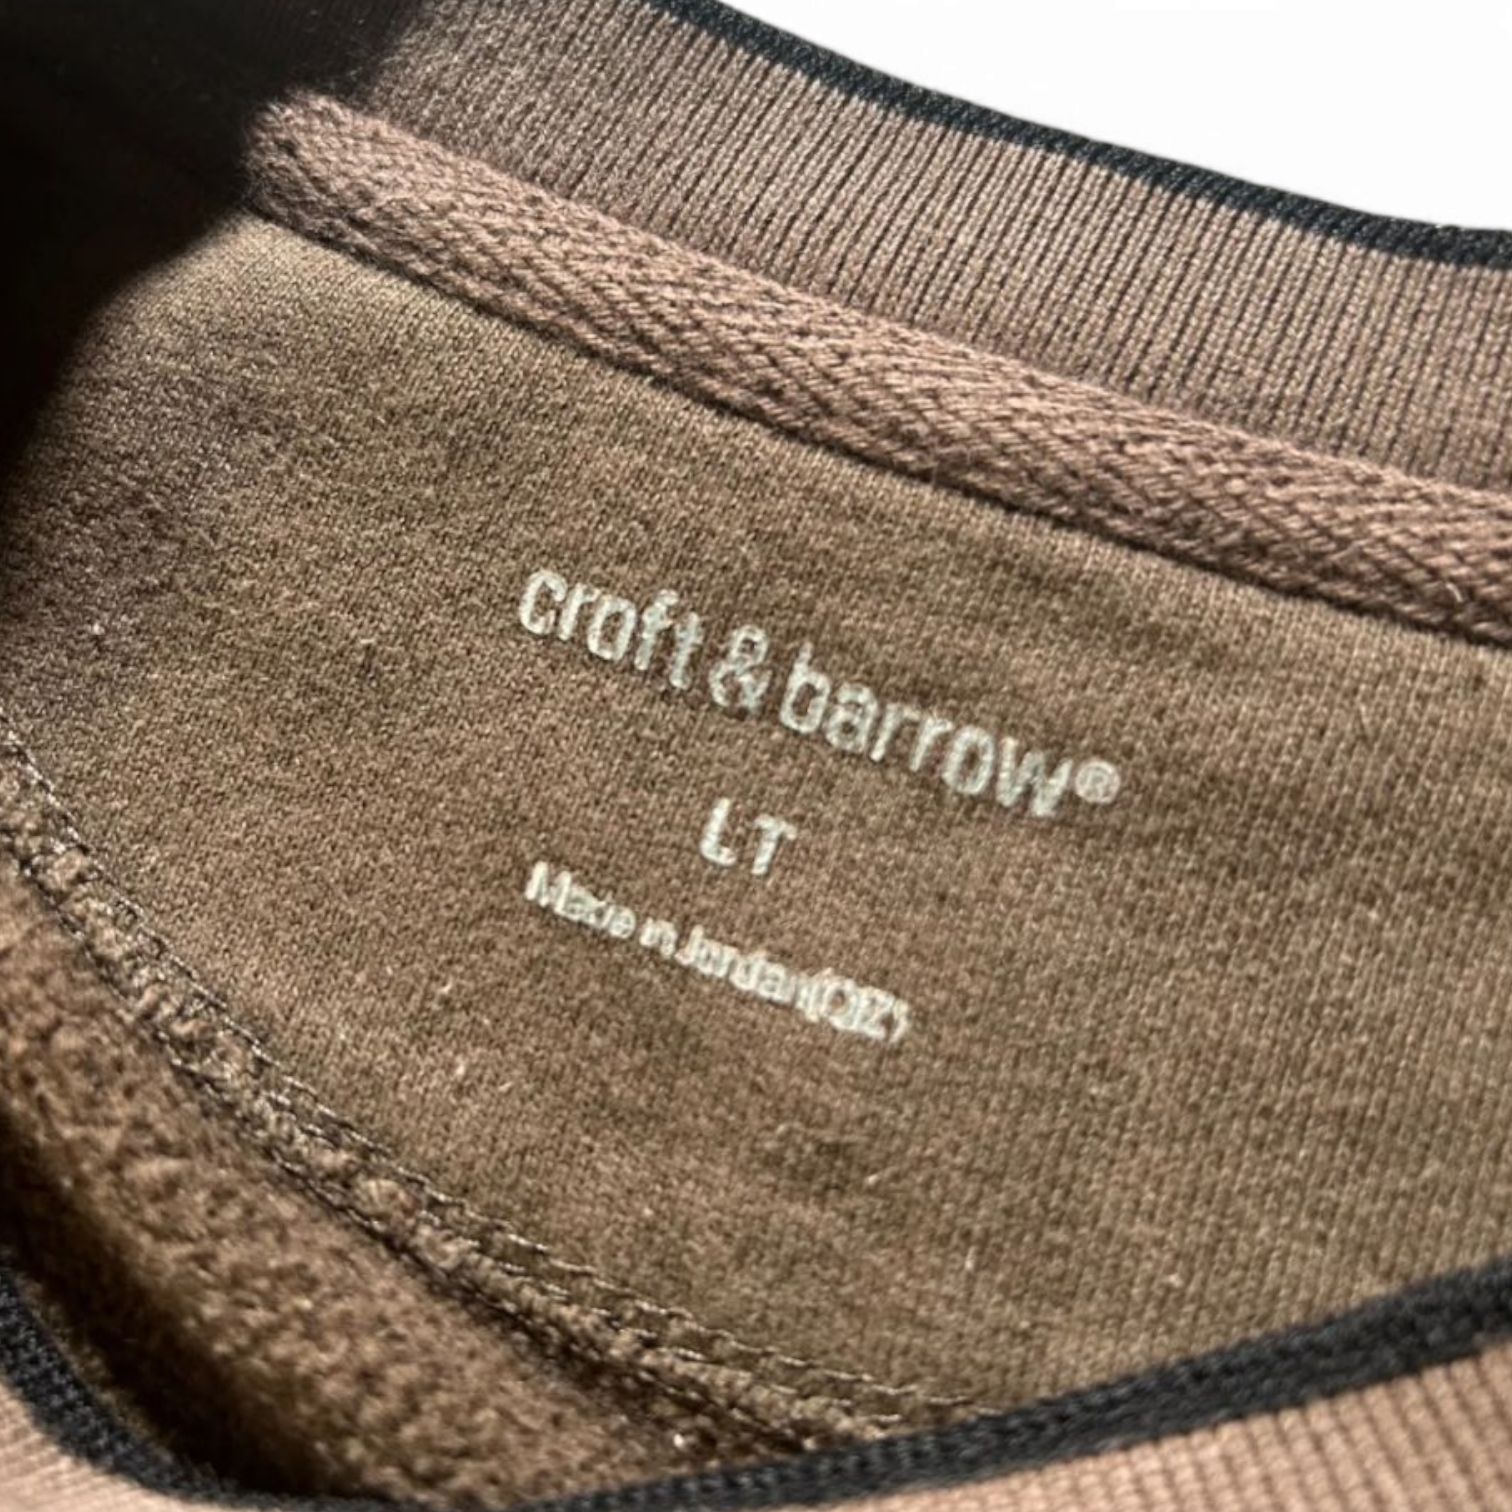 croft & barrow®
LT
Made in Jordan(QIZ)